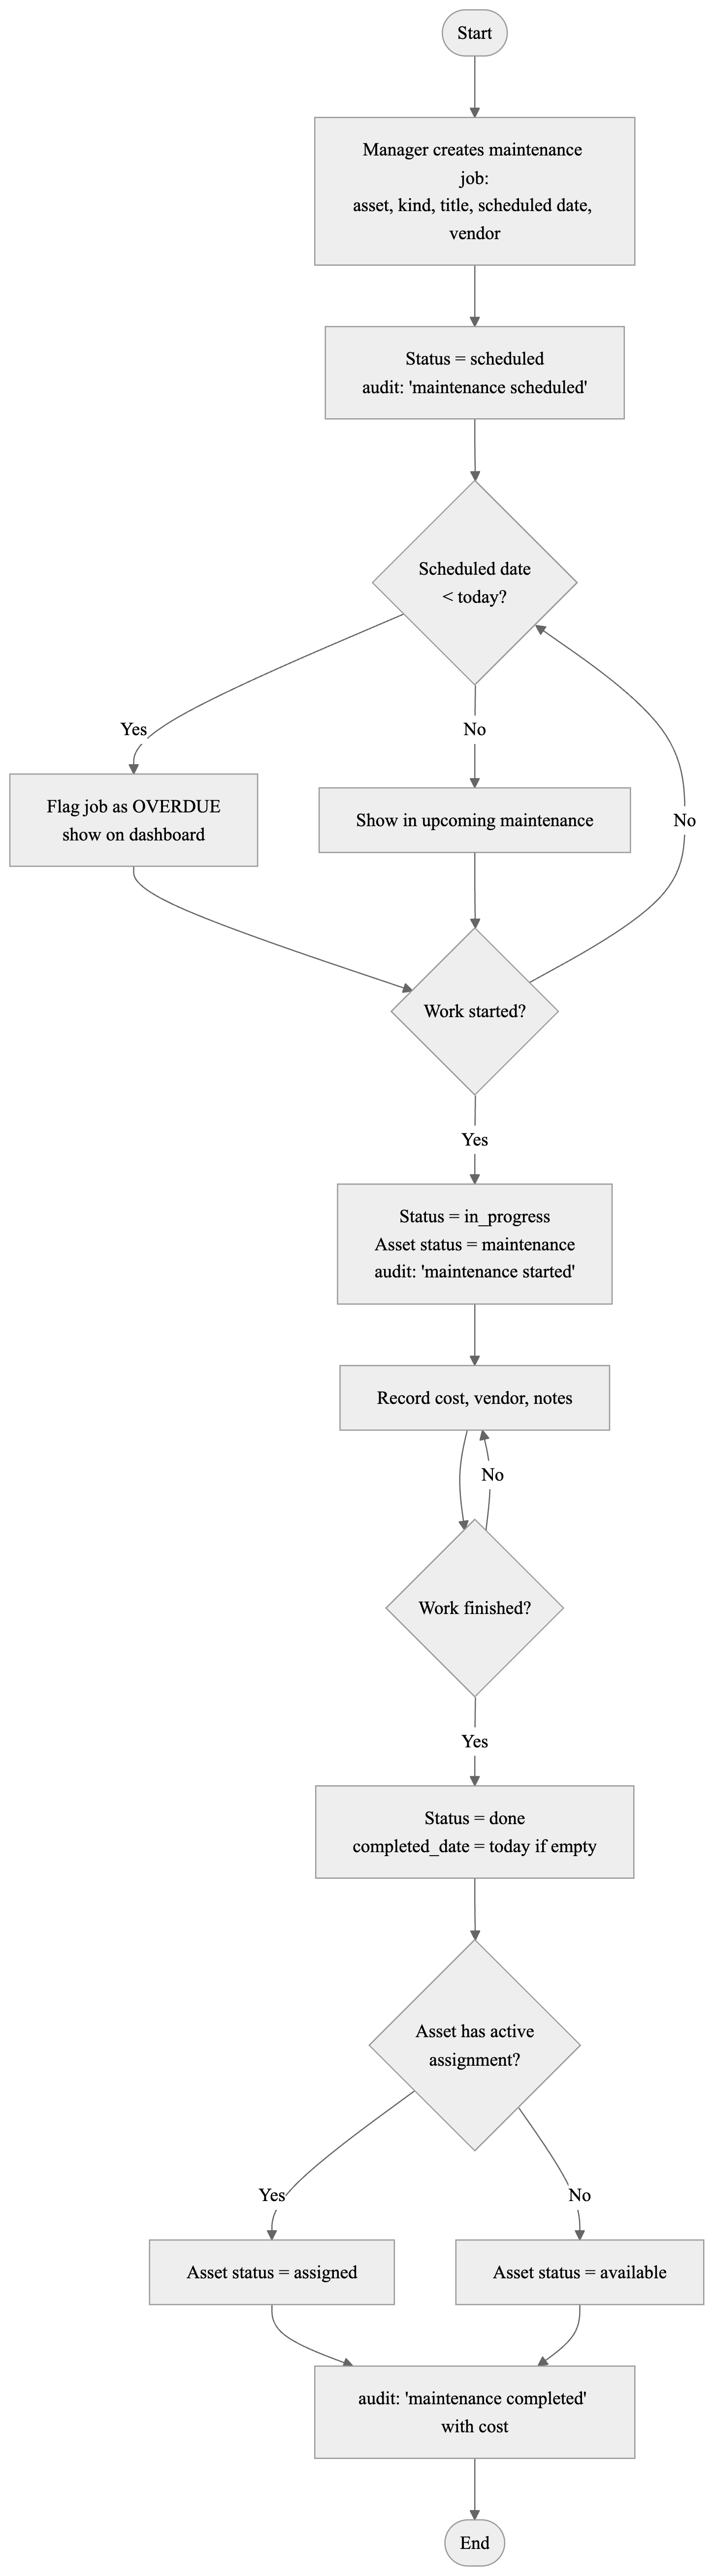 Start
Manager creates maintenance
job:
asset, kind, title, scheduled date,
vendor
Status = scheduled
audit: 'maintenance scheduled'
Scheduled date
< today?
Yes
No
Flag job as OVERDUE
show on dashboard
Show in upcoming maintenance
No
Work started?
Yes
Status = in_progress
Asset status = maintenance
audit: 'maintenance started'
Record cost, vendor, notes
No
Work finished?
Yes
Status = done
completed_date = today if empty
Asset has active
assignment?
Yes
No
Asset status = assigned
Asset status = available
audit: 'maintenance completed'
with cost
End